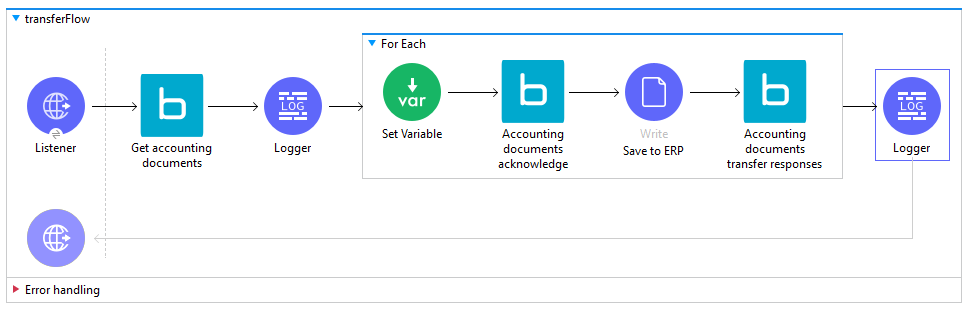 transferFlow
For Each
LOG
var
b
b
b
LOG
Listener
Get accounting
documents
Logger
Set Variable
Accounting
documents
acknowledge
Write
Save to ERP
Accounting
documents
transfer responses
Logger
Error handling